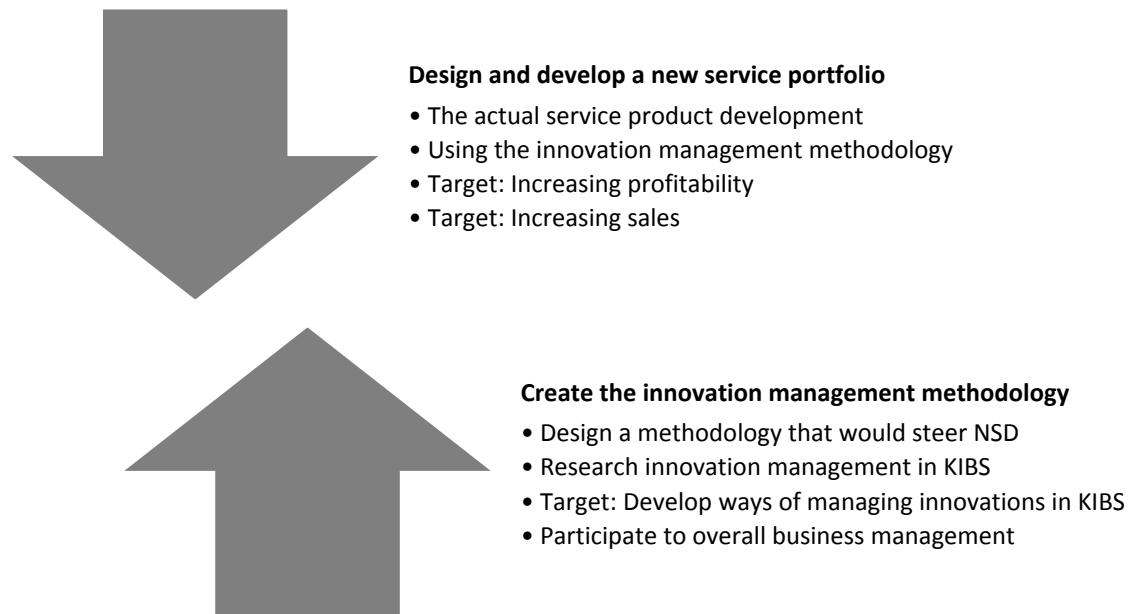 Design and develop a new service portfolio
• The actual service product development
• Using the innovation management methodology
• Target: Increasing profitability
• Target: Increasing sales
Create the innovation management methodology
• Design a methodology that would steer NSD
• Research innovation management in KIBS
• Target: Develop ways of managing innovations in KIBS
• Participate to overall business management